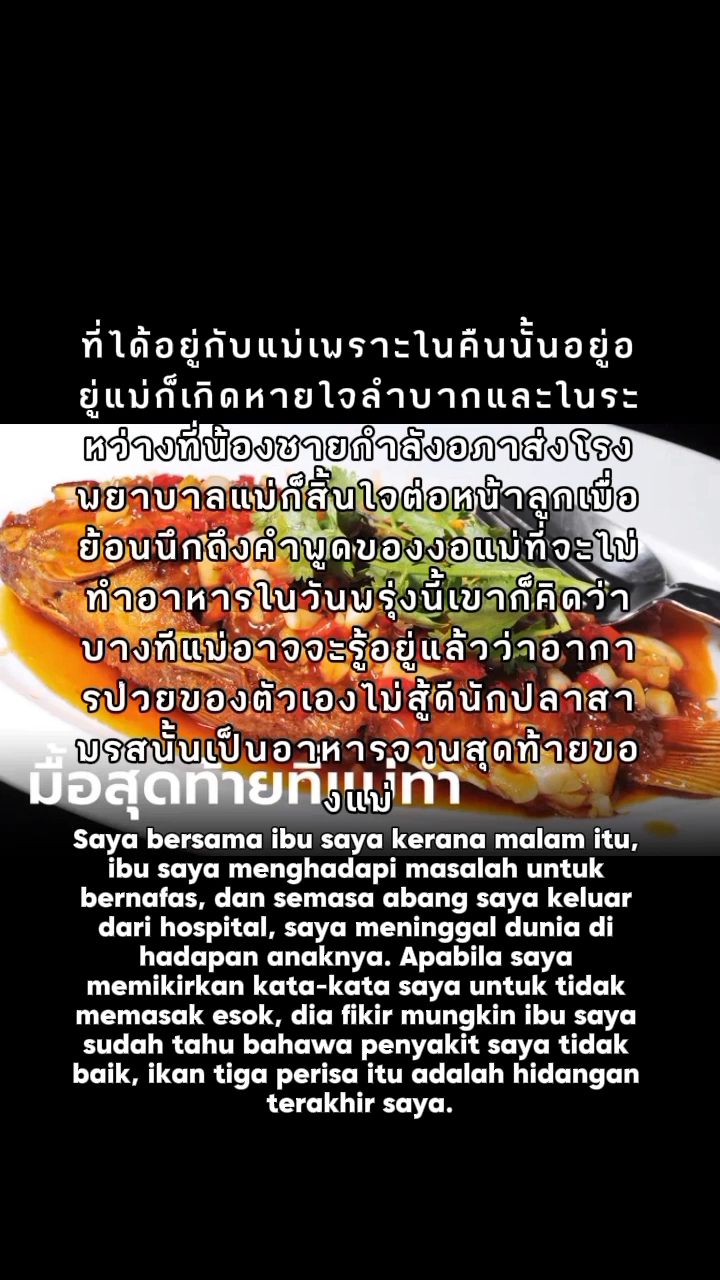 ที่ได้อยู่กับแม่เพราะในคืนนั้นอยู่อ
ยู่แม่ก็เกิดหายใจลำบากและในระ
หว่างที่น้องชายกำลังอภาส่งโรง
พยาบาลแม่ก็สิ้นใจต่อหน้าลูกเมื่อ
ย้อนนึกถึงคำพูดของงอแม่ที่จะไม่
ทำอาหารในวันพรุ่งนี้เขาก็คิดว่า
บางทีแม่อาจจะรู้อยู่แล้วว่าอากา
รป่วยของตัวเองไม่สู้ดีนักปลาสา
มรสนั้นเป็นอาหารจานสุดท้ายขอ
มื้อสุดท้ายที่แม่ทำ
งแม่
Saya bersama ibu saya kerana malam itu,
ibu saya menghadapi masalah untuk
bernafas, dan semasa abang saya keluar
dari hospital, saya meninggal dunia di
hadapan anaknya. Apabila saya
memikirkan kata-kata saya untuk tidak
memasak esok, dia fikir mungkin ibu saya
sudah tahu bahawa penyakit saya tidak
baik, ikan tiga perisa itu adalah hidangan
terakhir saya.